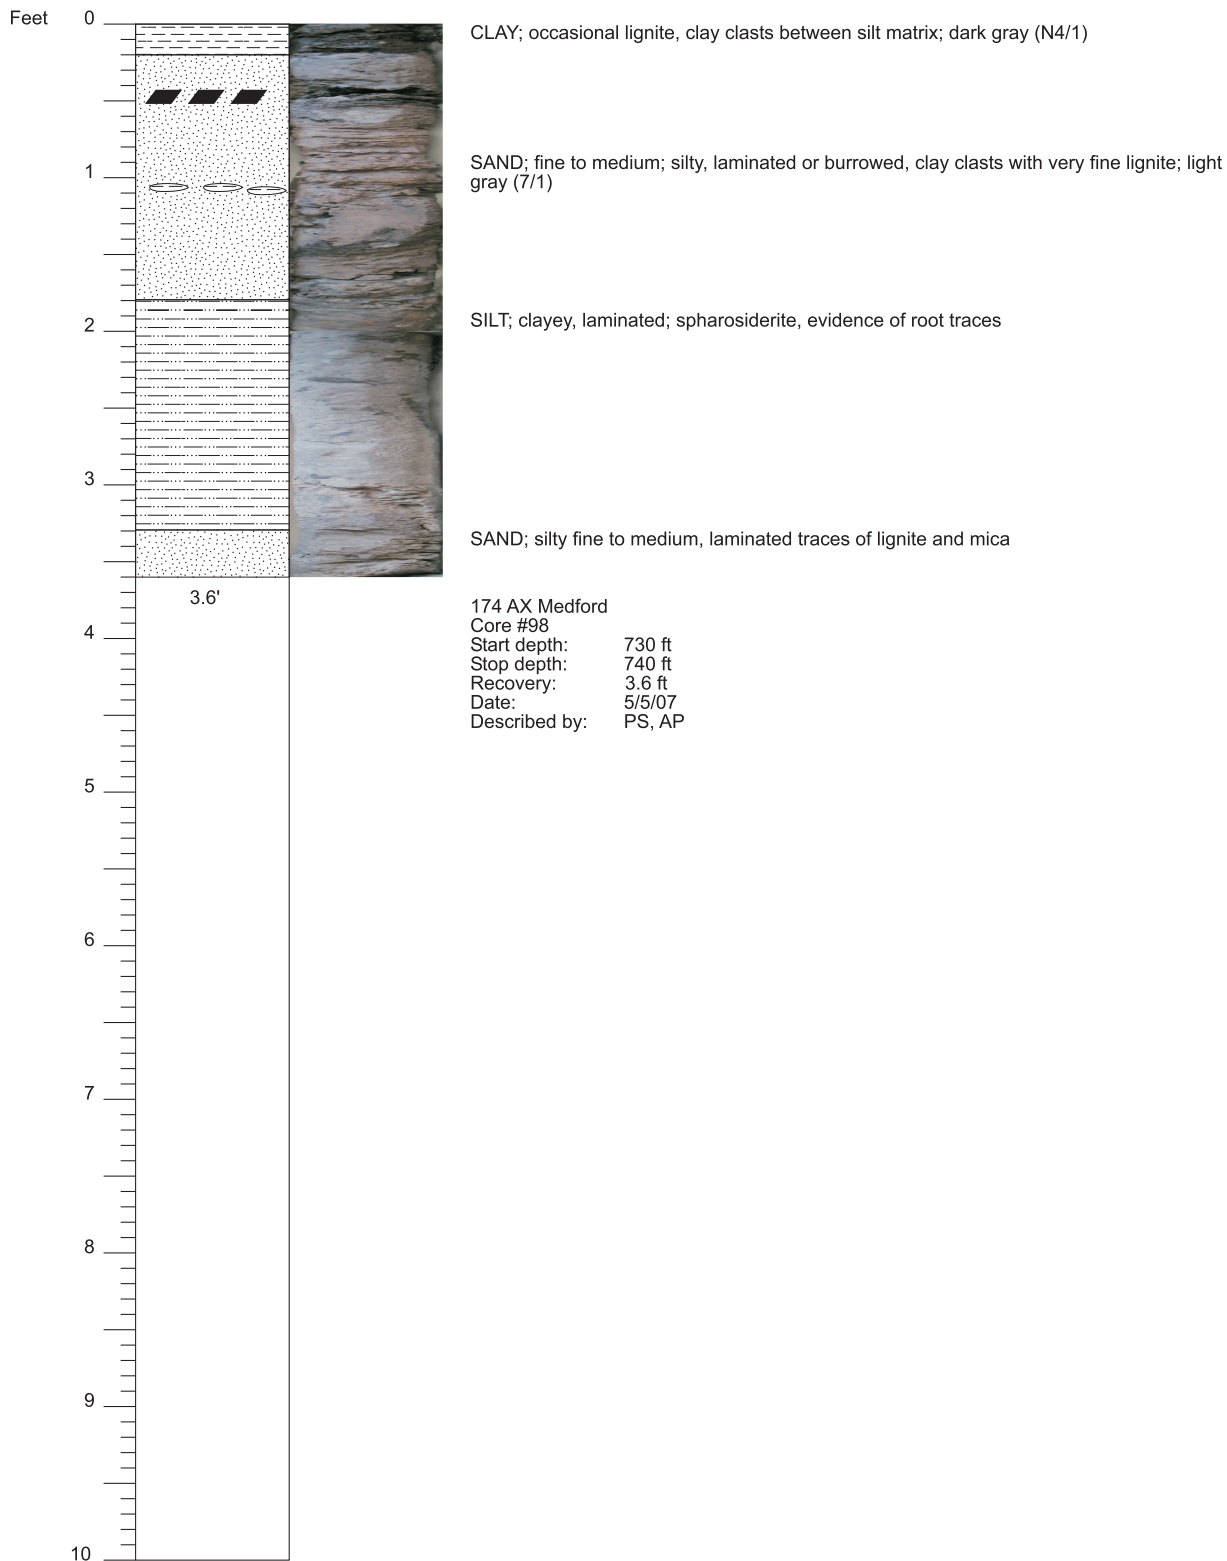 Feet
0
CLAY; occasional lignite, clay clasts between silt matrix; dark gray (N4/1)
1
SAND; fine to medium; silty, laminated or burrowed, clay clasts with very fine lignite; light
gray (7/1)
2
SILT; clayey, laminated; spharosiderite, evidence of root traces
3
SAND; silty fine to medium, laminated traces of lignite and mica
3.6'
174 AX Medford
Core #98
4
Start depth: 730 ft
Stop depth: 740 ft
Recovery: 3.6 ft
Date: 5/5/07
Described by: PS, AP
5
6
7
8
9
10